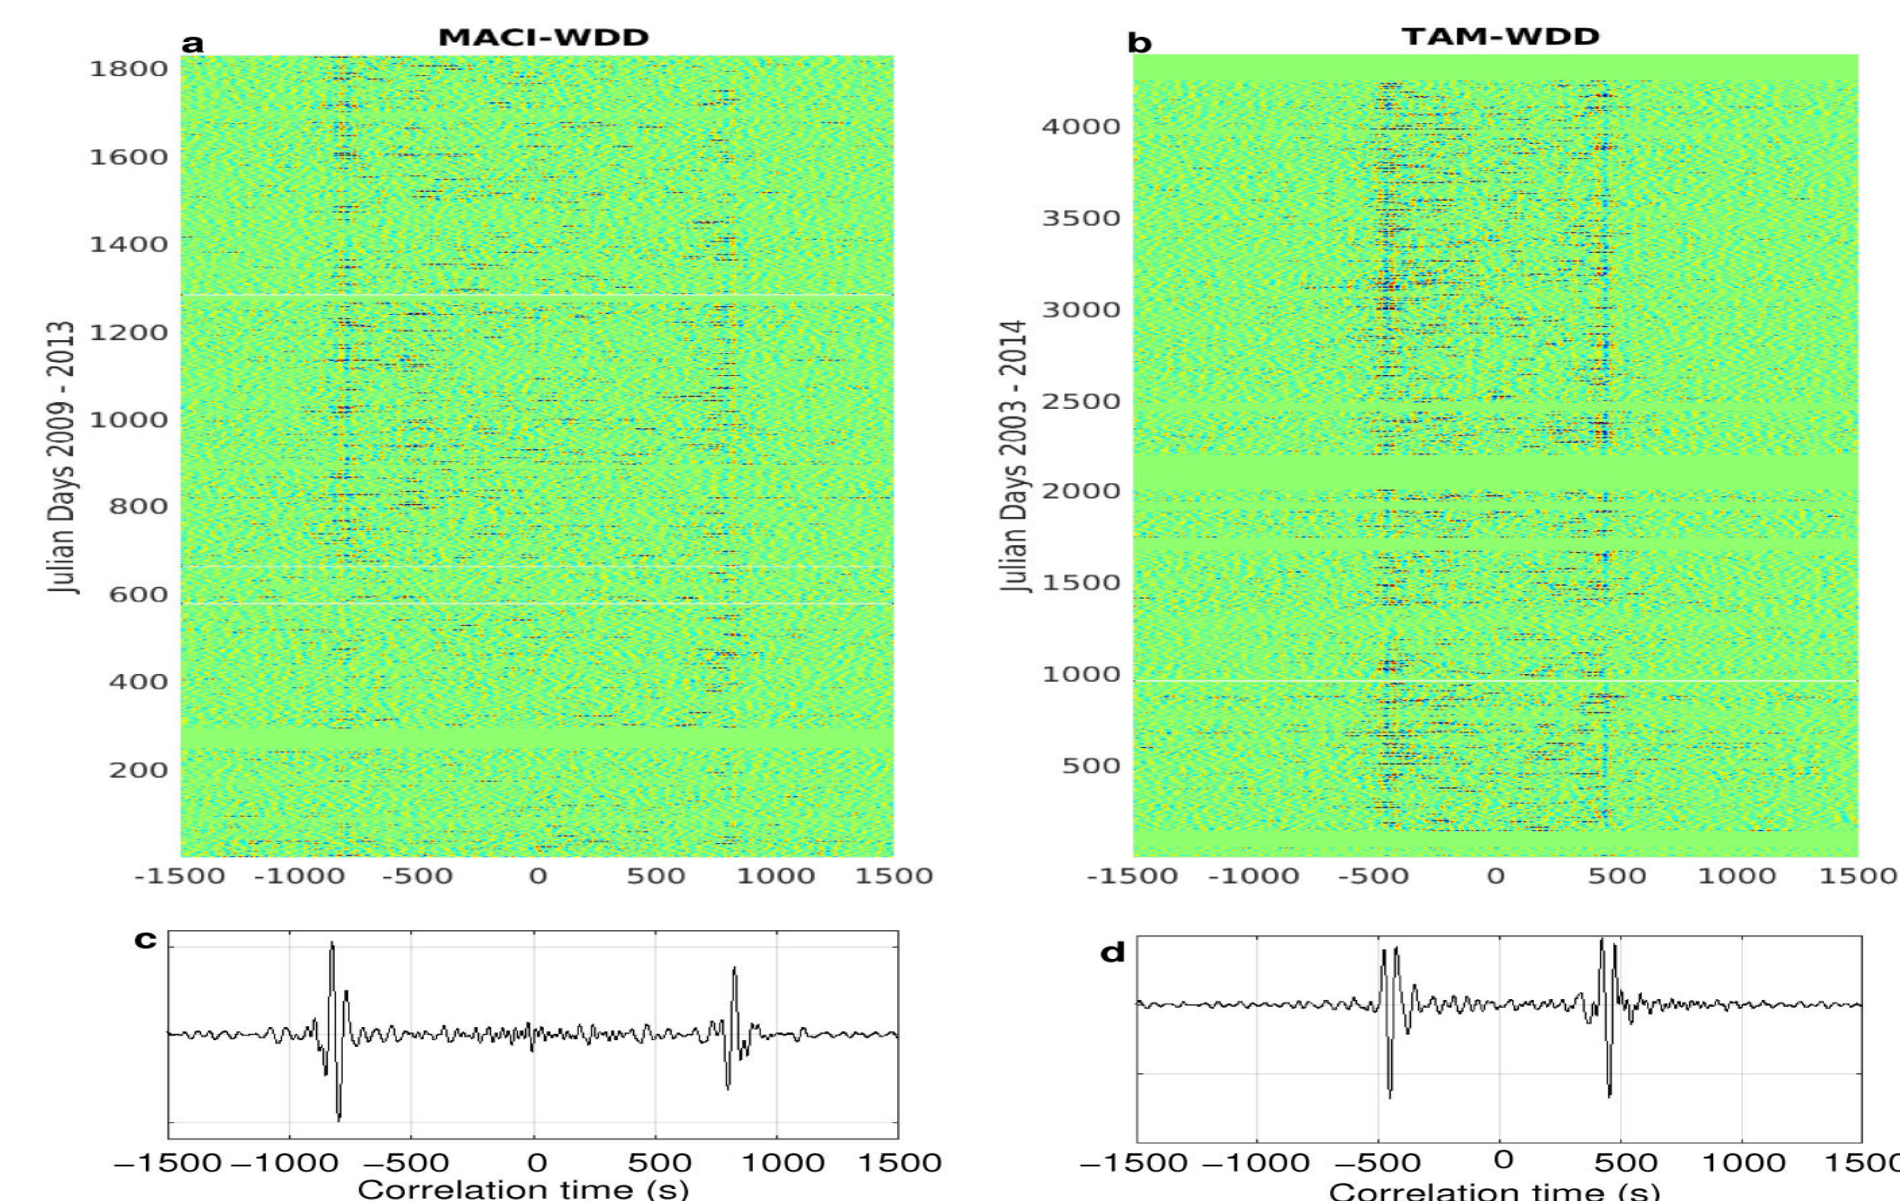 a MACI-WDD
1800
1600
1400
1200
1000
800
600
400
200
Julian Days 2009 - 2013
-1500 -1000 -500 0 500 1000 1500
b TAM-WDD
4000
3500
3000
2500
2000
1500
1000
500
Julian Days 2003 - 2014
-1500 -1000 -500 0 500 1000 1500
c
−1500 −1000 −500 0 500 1000 1500
Correlation time (s)
d
−1500 −1000 −500 0 500 1000 1500
Correlation time (s)